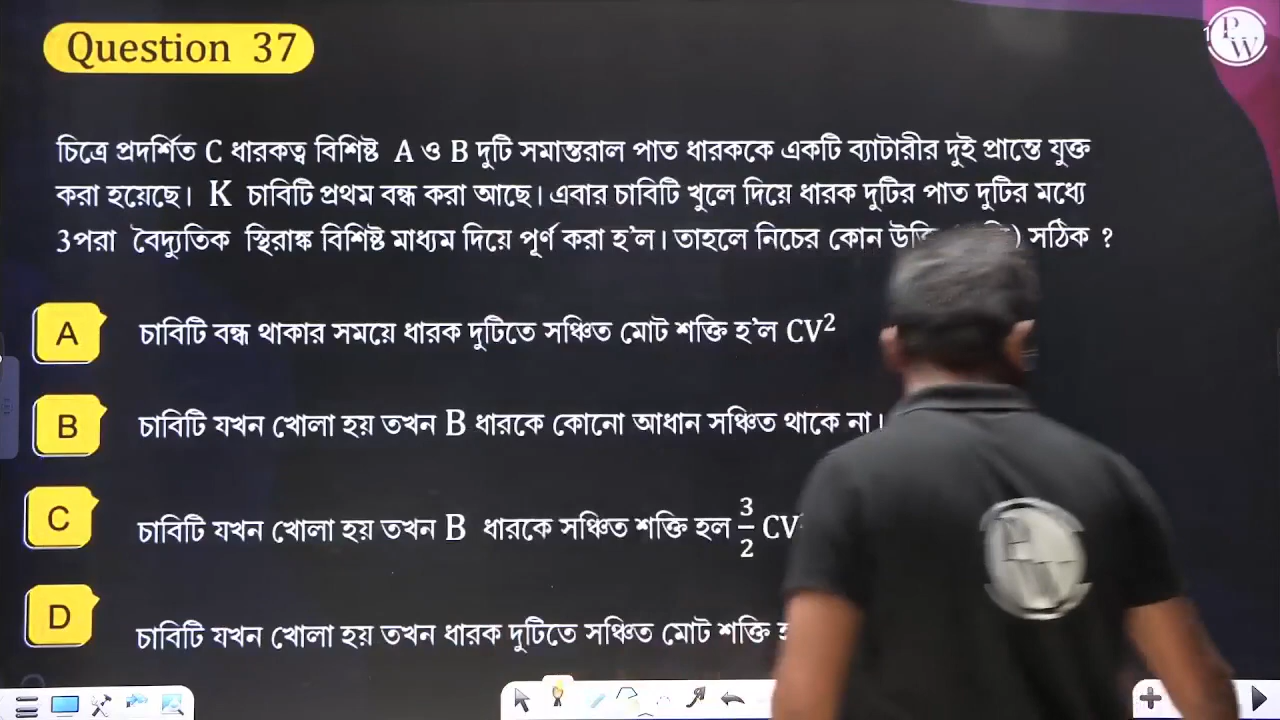 Question 37
চিত্রে প্রদর্শিত C ধারকত্ব বিশিষ্ট A ও B দুটি সমান্তরাল পাত ধারককে একটি ব্যাটারীর দুই প্রান্তে যুক্ত
করা হয়েছে। K চাবিটি প্রথম বন্ধ করা আছে। এবার চাবিটি খুলে দিয়ে ধারক দুটির পাত দুটির মধ্যে
3পরা বৈদ্যুতিক স্থিরাঙ্ক বিশিষ্ট মাধ্যম দিয়ে পূর্ণ করা হ'ল। তাহলে নিচের কোন সঠিক ?
A চাবিটি বন্ধ থাকার সময়ে ধারক দুটিতে সঞ্চিত মোট শক্তি হ'ল CV²
B চাবিটি যখন খোলা হয় তখন B ধারকে কোনো আধান সঞ্চিত থাকে না।
C চাবিটি যখন খোলা হয় তখন B ধারকে সঞ্চিত শক্তি হল 3/2 CV
D চাবিটি যখন খোলা হয় তখন ধারক দুটিতে সঞ্চিত মোট শক্তি
PW